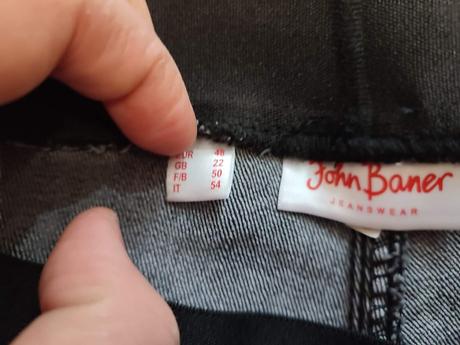 EUR 48
GB 22
F/B 50
IT 54
John Baner
JEANSWEAR